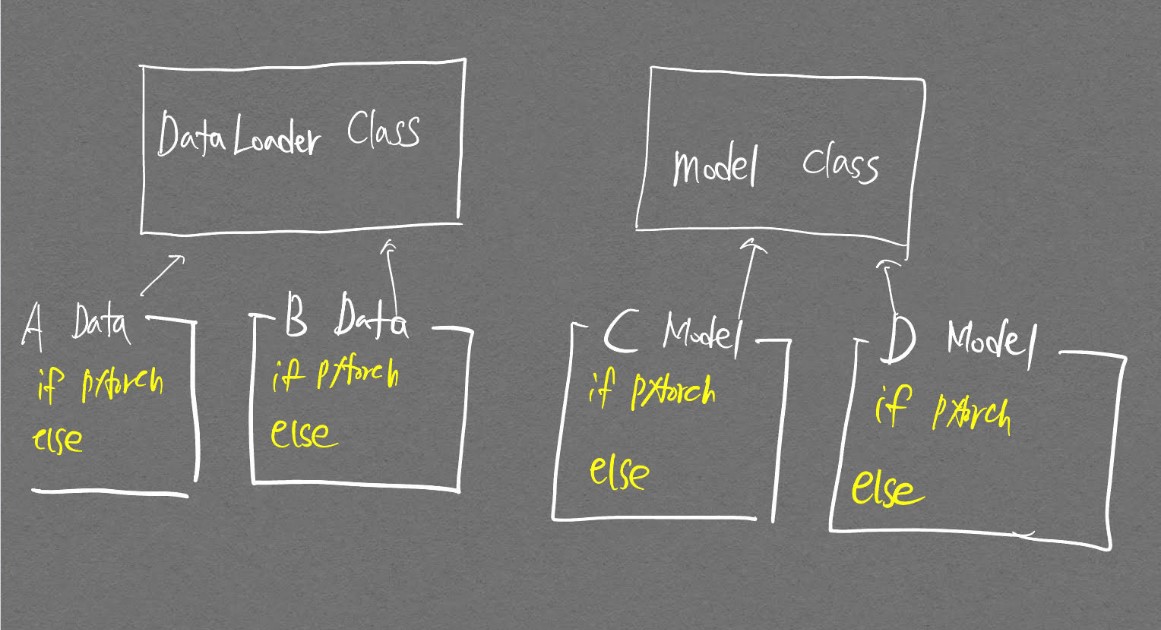 DataLoader Class
Model Class
A Data
if pytorch
else
B Data
if pytorch
else
C Model
if pytorch
else
D Model
if pytorch
else